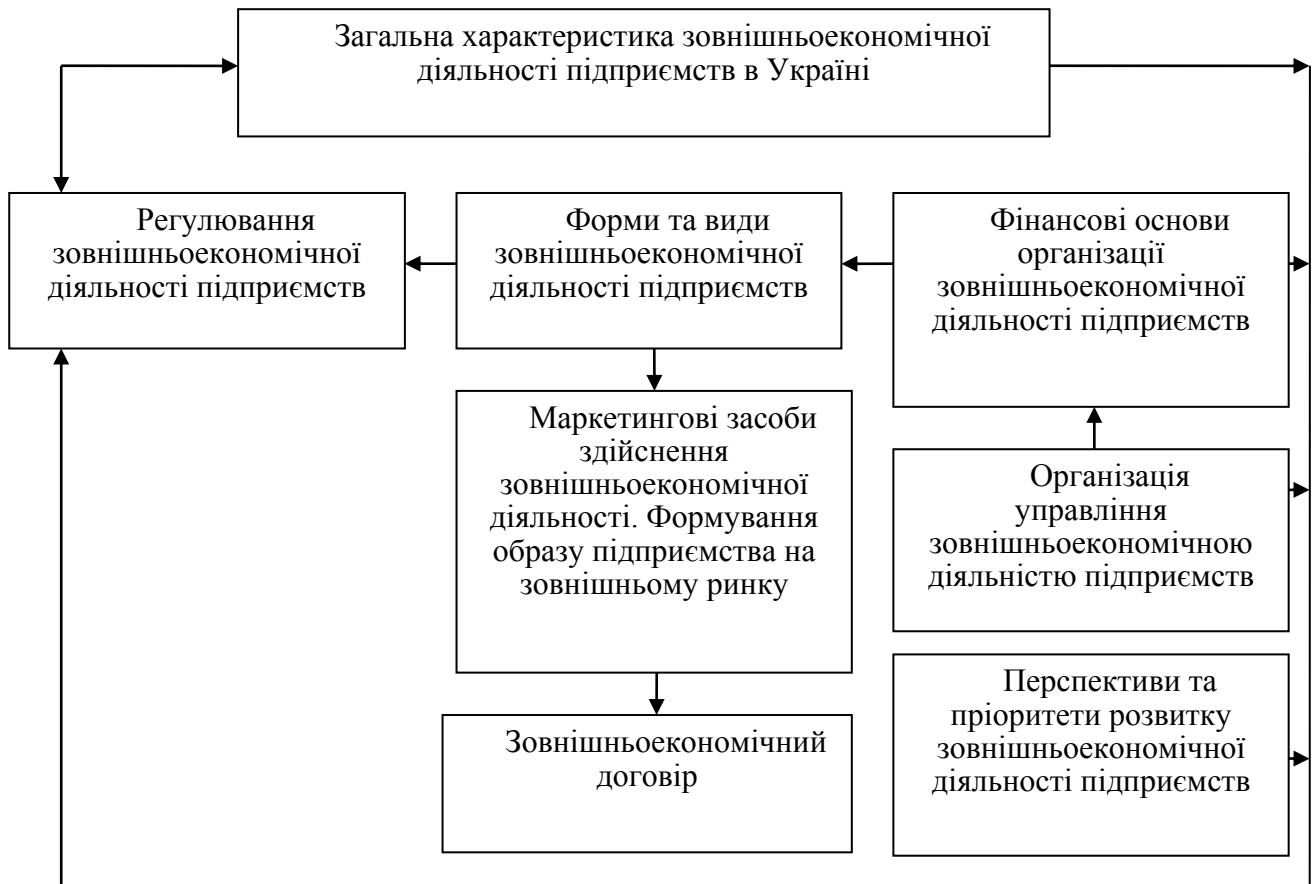 Загальна характеристика зовнішньоекономічної
діяльності підприємств в Україні
Регулювання
зовнішньоекономічної
діяльності підприємств
Форми та види
зовнішньоекономічної
діяльності підприємств
Фінансові основи
організації
зовнішньоекономічної
діяльності підприємств
Маркетингові засоби
здійснення
зовнішньоекономічної
діяльності. Формування
образу підприємства на
зовнішньому ринку
Організація
управління
зовнішньоекономічною
діяльністю підприємств
Зовнішньоекономічний
договір
Перспективи та
пріоритети розвитку
зовнішньоекономічної
діяльності підприємств